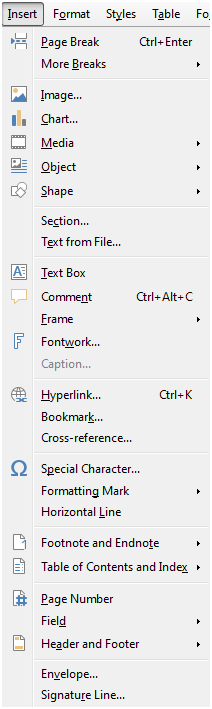 Insert Format Styles Table Fo
Page Break Ctrl+Enter
More Breaks
Image...
Chart...
Media
Object
Shape
Section...
Text from File...
Text Box
Comment Ctrl+Alt+C
Frame
Fontwork...
Caption...
Hyperlink... Ctrl+K
Bookmark...
Cross-reference...
Special Character...
Formatting Mark
Horizontal Line
Footnote and Endnote
Table of Contents and Index
Page Number
Field
Header and Footer
Envelope...
Signature Line...